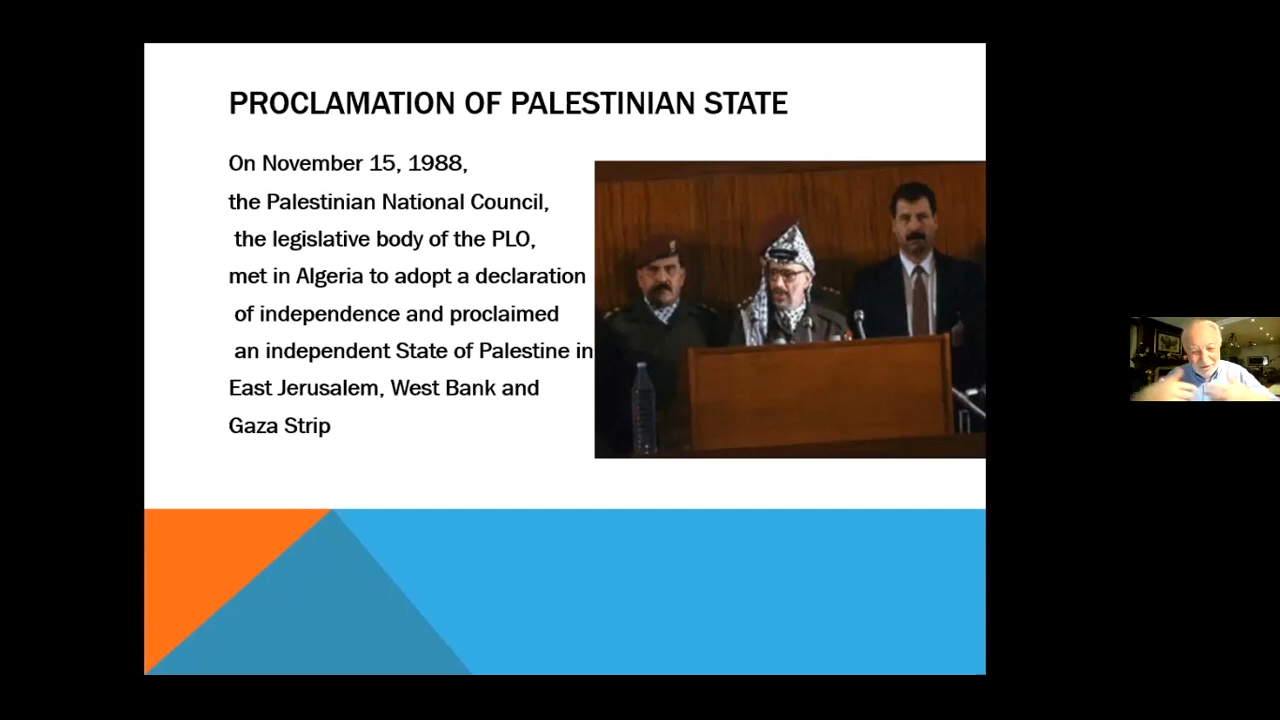 PROCLAMATION OF PALESTINIAN STATE
On November 15, 1988,
the Palestinian National Council,
the legislative body of the PLO,
met in Algeria to adopt a declaration
of independence and proclaimed
an independent State of Palestine in
East Jerusalem, West Bank and
Gaza Strip